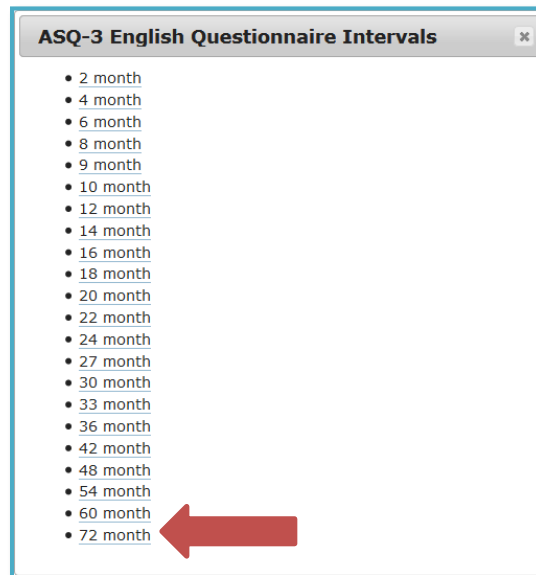 ASQ-3 English Questionnaire Intervals
• 2 month
• 4 month
• 6 month
• 8 month
• 9 month
• 10 month
• 12 month
• 14 month
• 16 month
• 18 month
• 20 month
• 22 month
• 24 month
• 27 month
• 30 month
• 33 month
• 36 month
• 42 month
• 48 month
• 54 month
• 60 month
• 72 month